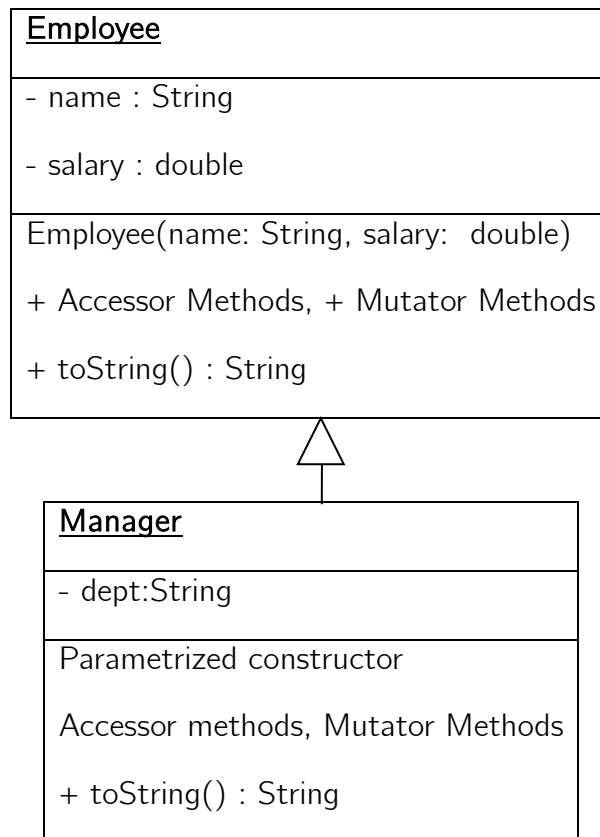 Employee
- name : String
- salary : double
Employee(name: String, salary: double)
+ Accessor Methods, + Mutator Methods
+ toString() : String
Manager
- dept:String
Parametrized constructor
Accessor methods, Mutator Methods
+ toString() : String